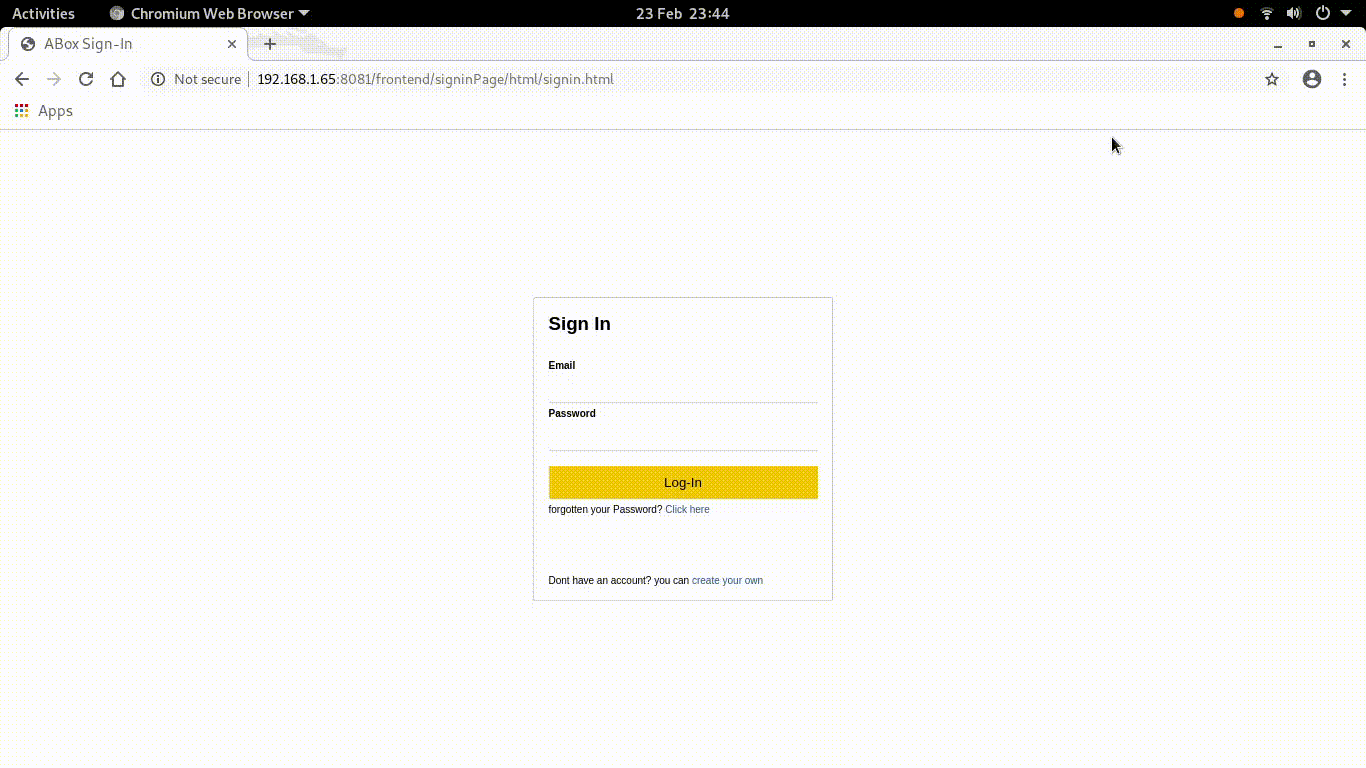 Activities Chromium Web Browser 23 Feb 23:44
ABox Sign-In
Not secure 192.168.1.65:8081/frontend/signinPage/html/signin.html
Apps
Sign In
Email
Password
Log-In
forgotten your Password? Click here
Dont have an account? you can create your own